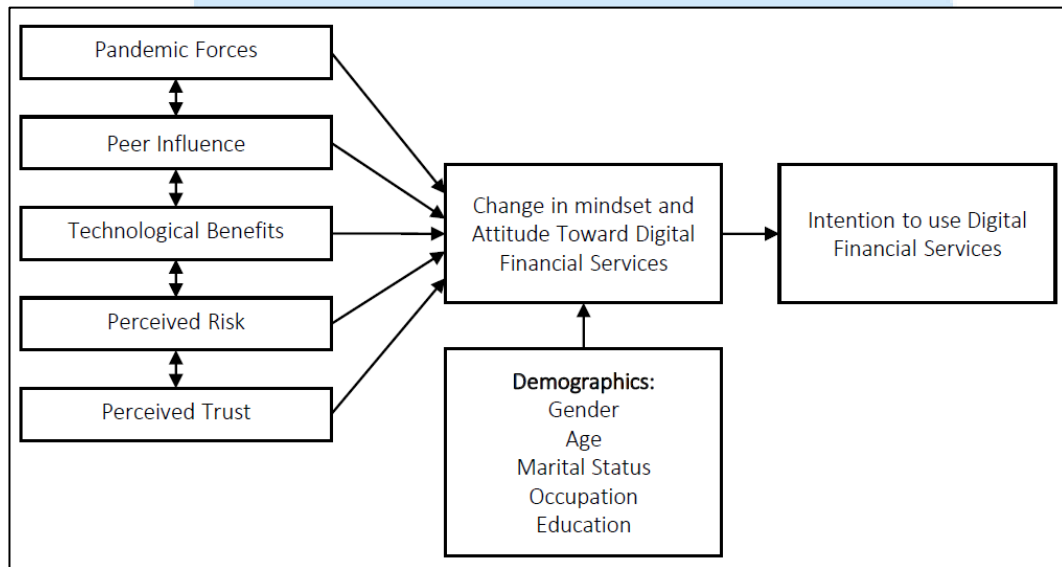 Pandemic Forces
Peer Influence
Technological Benefits
Perceived Risk
Perceived Trust
Change in mindset and
Attitude Toward Digital
Financial Services
Intention to use Digital
Financial Services
Demographics:
Gender
Age
Marital Status
Occupation
Education